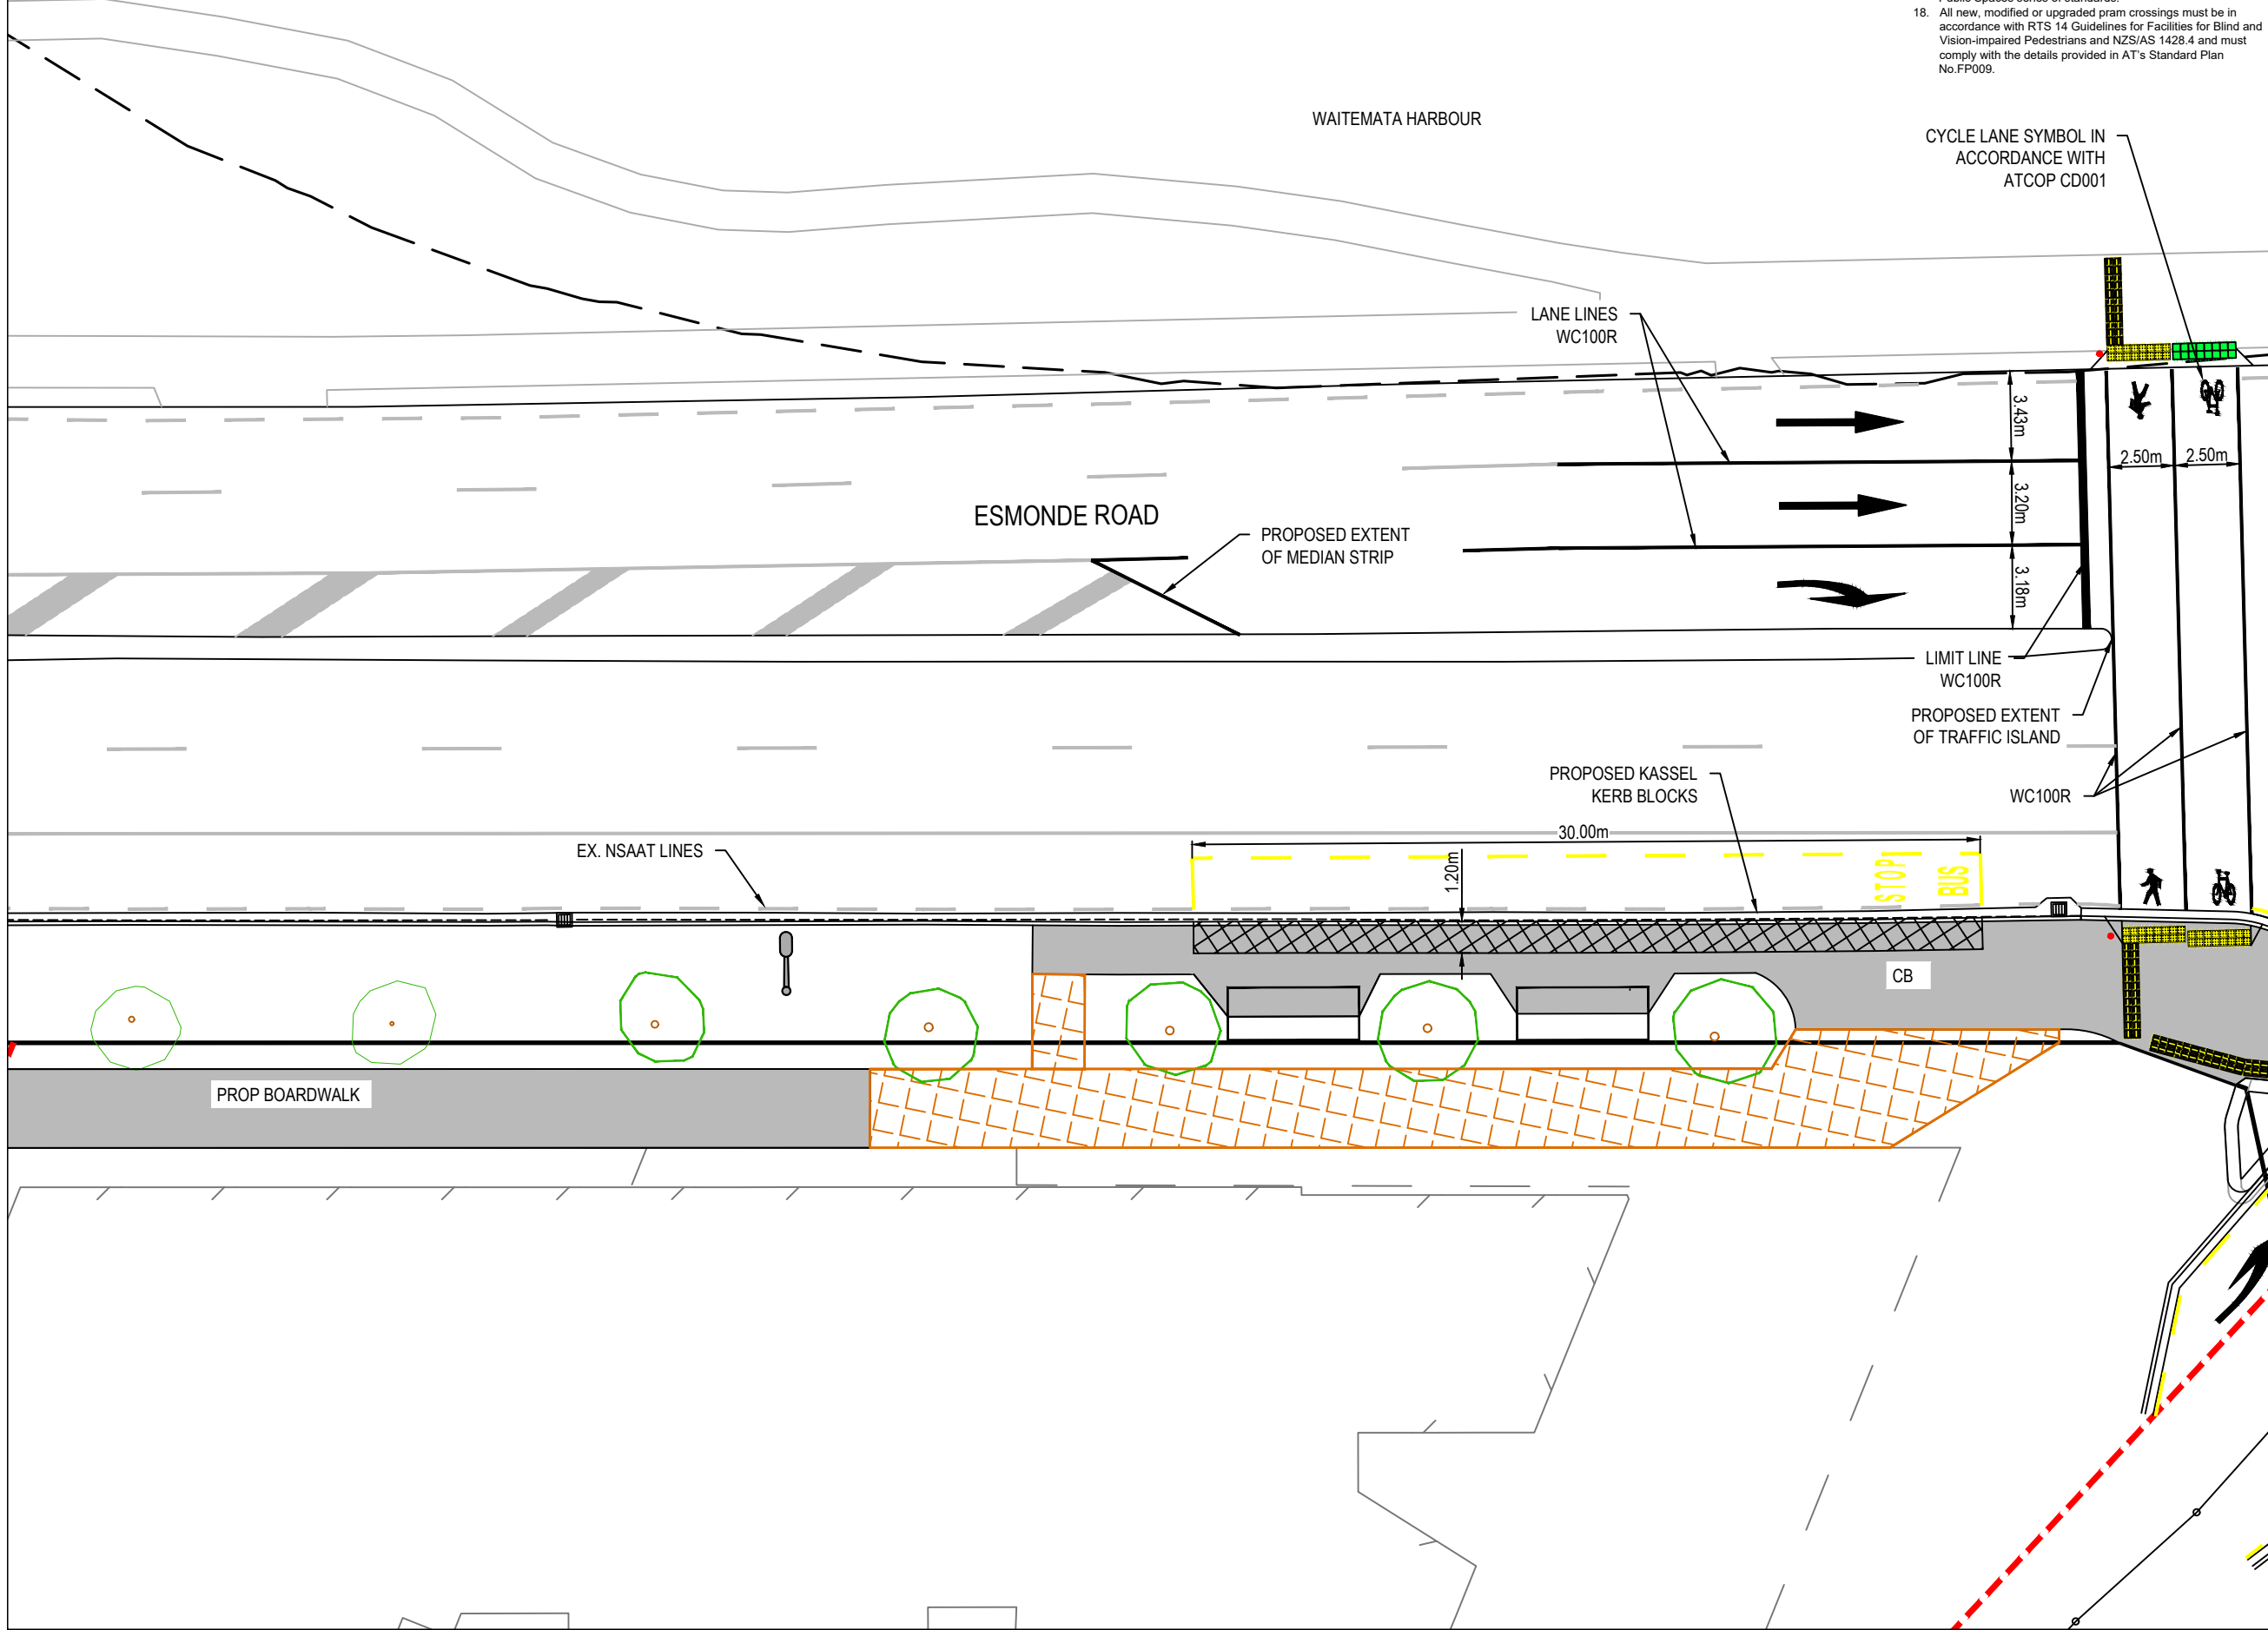 Public Spaces series of standards.
18. All new, modified or upgraded pram crossings must be in
accordance with RTS 14 Guidelines for Facilities for Blind and
Vision-impaired Pedestrians and NZS/AS 1428.4 and must
comply with the details provided in AT's Standard Plan
No.FP009.
WAITEMATA HARBOUR
CYCLE LANE SYMBOL IN
ACCORDANCE WITH
ATCOP CD001
LANE LINES
WC100R
3.43m
2.50m
2.50m
3.20m
ESMONDE ROAD
PROPOSED EXTENT
OF MEDIAN STRIP
3.18m
LIMIT LINE
WC100R
PROPOSED EXTENT
OF TRAFFIC ISLAND
PROPOSED KASSEL
KERB BLOCKS
WC100R
30.00m
EX. NSAAT LINES
1.20m
STOP
BUS
CB
PROP BOARDWALK